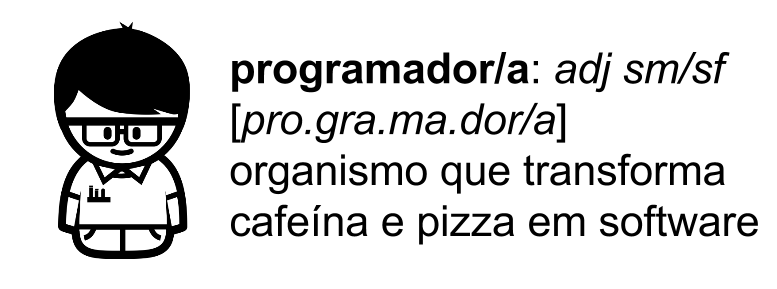 programador/a: adj sm/sf
[pro.gra.ma.dor/a]
organismo que transforma
cafeína e pizza em software